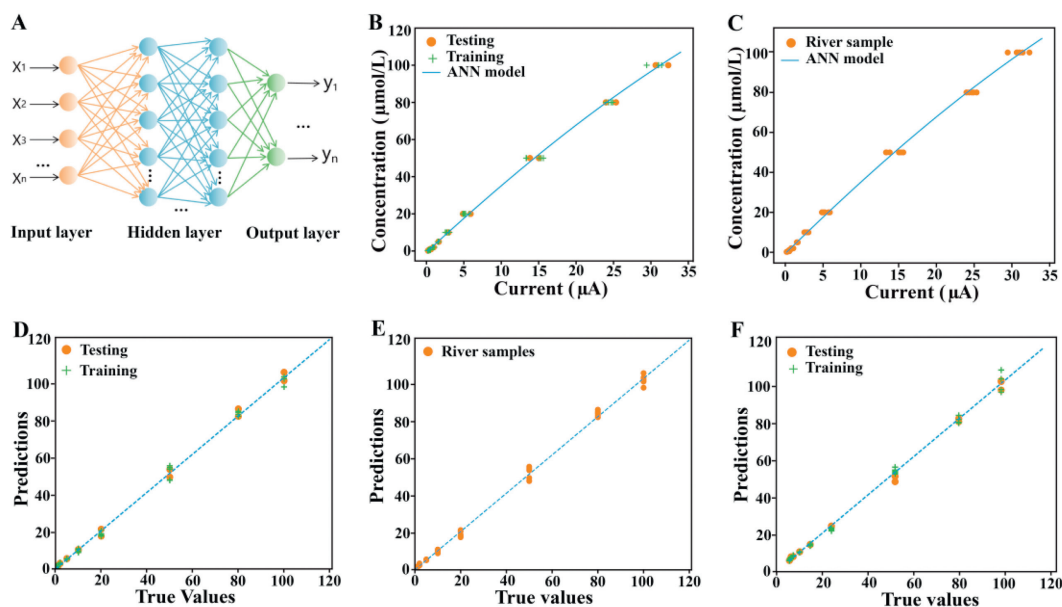 A
X1
X2
X3
...
Xn
y1
...
yn
...
Input layer
Hidden layer
Output layer
B
Testing
Training
ANN model
Concentration (μmol/L)
120
100
80
60
40
20
0
0
5
10
15
20
25
30
35
Current (μA)
C
River sample
ANN model
Concentration (μmol/L)
120
100
80
60
40
20
0
0
5
10
15
20
25
30
35
Current (μA)
D
Testing
Training
Predictions
120
100
80
60
40
20
0
0
20
40
60
80
100
120
True Values
E
River samples
Predictions
120
100
80
60
40
20
0
0
20
40
60
80
100
120
True values
F
Testing
Training
Predictions
120
100
80
60
40
20
0
0
20
40
60
80
100
120
True values